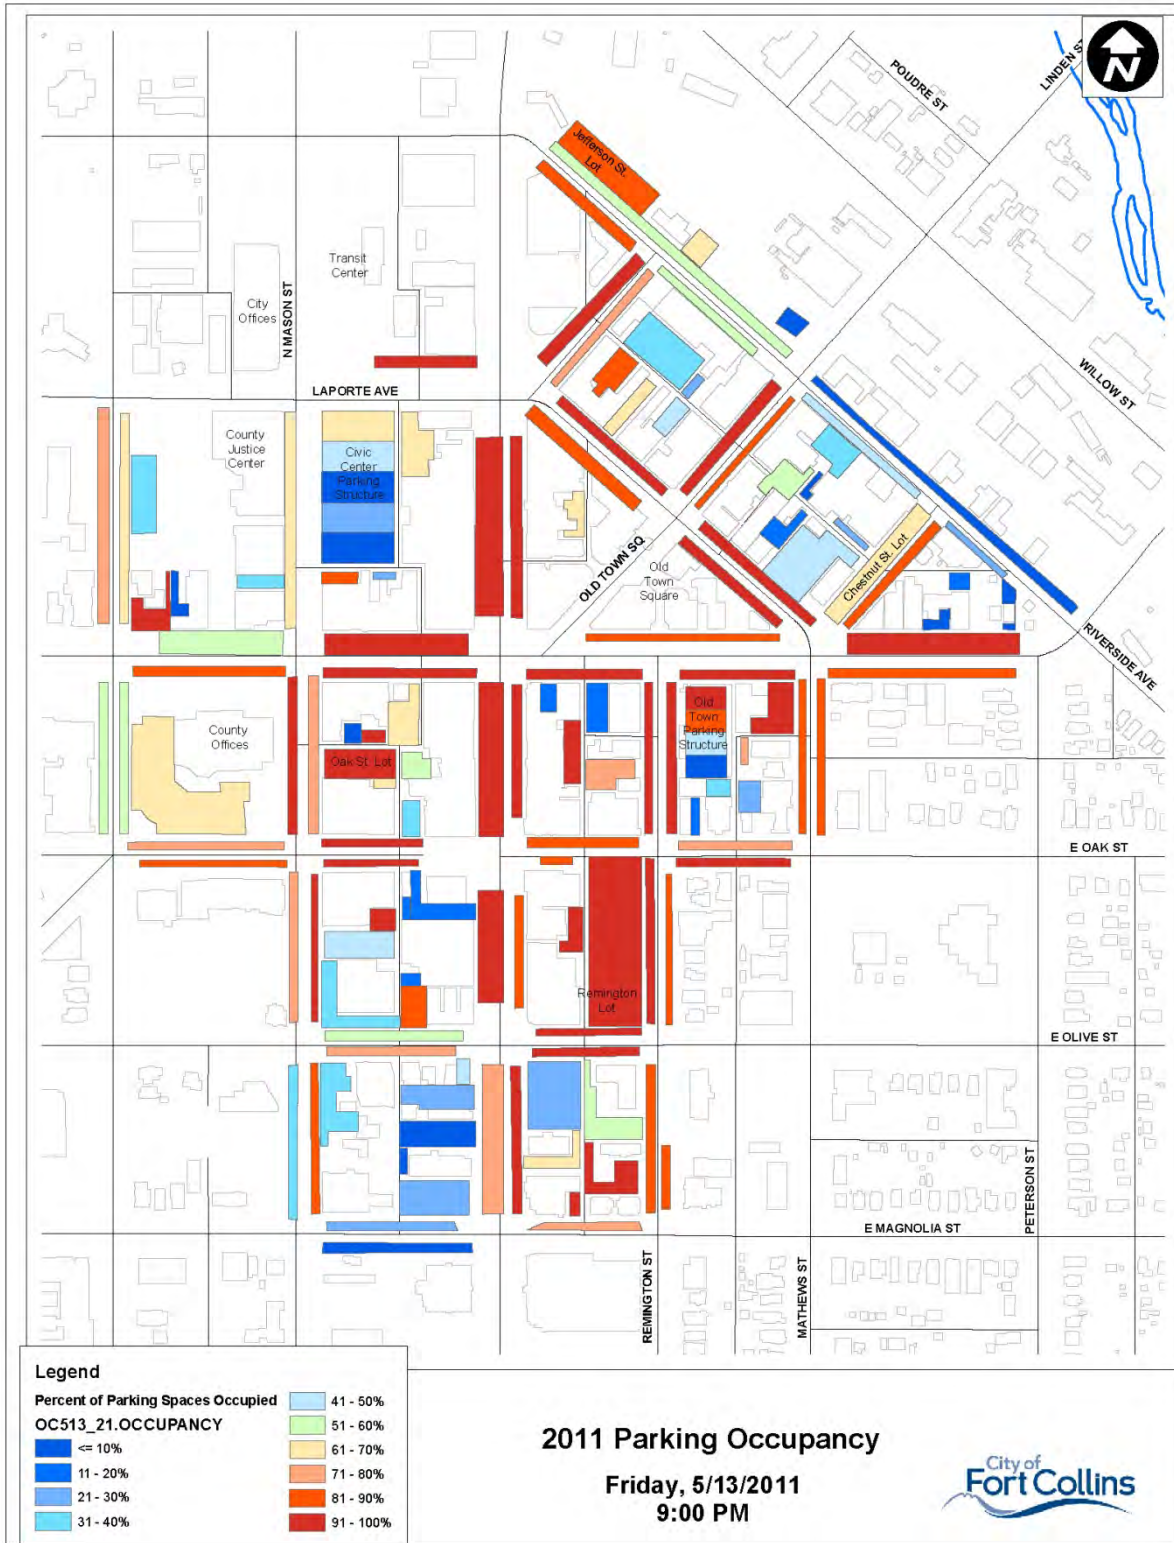 N
POUDRE ST
LINDEN ST
Jefferson St.
Lot
Transit
Center
City
Offices
N MASON ST
WILLOW ST
LAPORTE AVE
County
Justice
Center
Civic
Center
Parking
Structure
OLD TOWN SQ
Old
Town
Square
Chestnut St. Lot
RIVERSIDE AVE
County
Offices
Oak St. Lot
Old
Town
Parking
Structure
E OAK ST
Remington
Lot
E OLIVE ST
PETERSON ST
E MAGNOLIA ST
REMINGTON ST
MATHEWS ST
Legend
Percent of Parking Spaces Occupied
OC513_21.OCCUPANCY
<= 10%
11 - 20%
21 - 30%
31 - 40%
41 - 50%
51 - 60%
61 - 70%
71 - 80%
81 - 90%
91 - 100%
2011 Parking Occupancy
Friday, 5/13/2011
9:00 PM
City of
Fort Collins